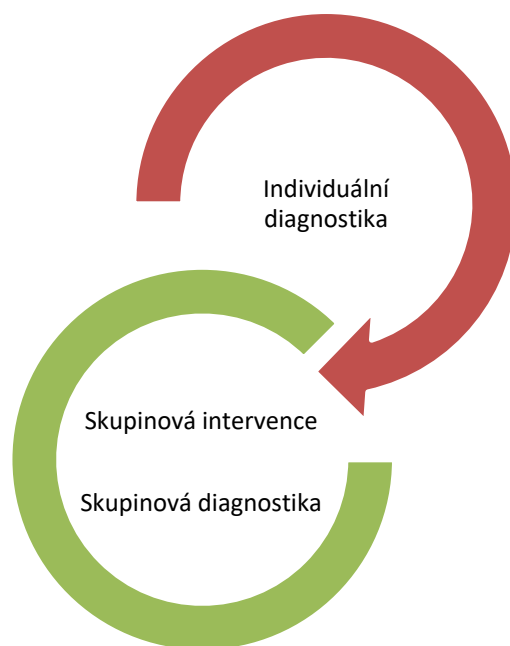 Individuální
diagnostika
Skupinová intervence
Skupinová diagnostika